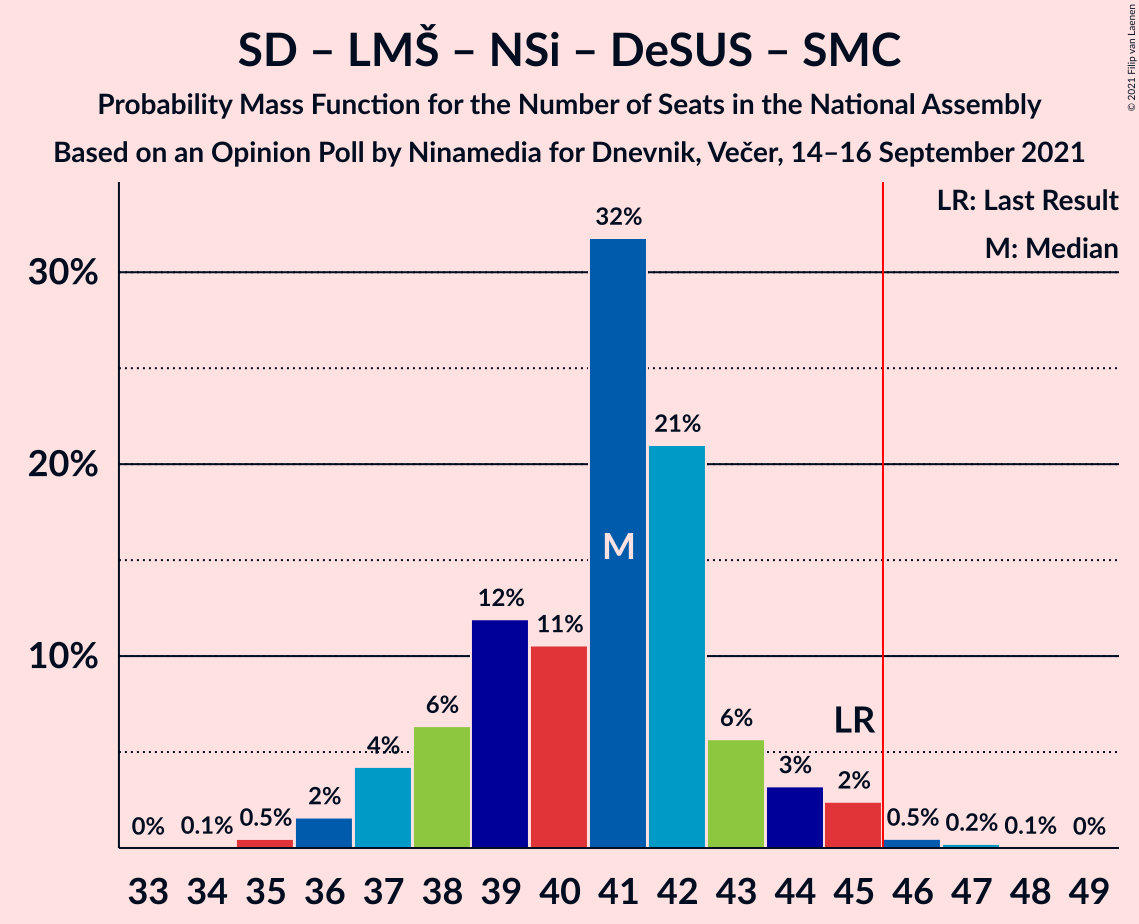 SD – LMŠ – NSi – DeSUS – SMC
Probability Mass Function for the Number of Seats in the National Assembly
Based on an Opinion Poll by Ninamedia for Dnevnik, Večer, 14–16 September 2021
© 2021 Filip van Laenen
LR: Last Result
M: Median
30%
20%
10%
0%
0.1%
0.5%
2%
4%
6%
12%
11%
32%
21%
6%
3%
2%
0.5%
0.2%
0.1%
0%
M
LR
33 34 35 36 37 38 39 40 41 42 43 44 45 46 47 48 49